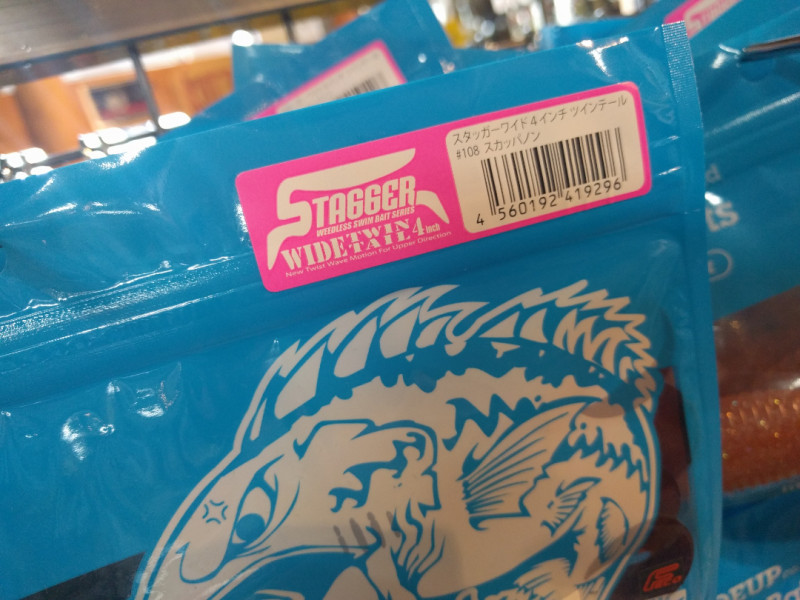 STAGGER
WEEDLESS SWIM BAIT SERIES
WIDE TWIN TAIL 4inch
New Twist Wave Motion For Upper Direction
スタッガーワイド4インチ ツインテール
#108 スカッパノン
4 560192 419296